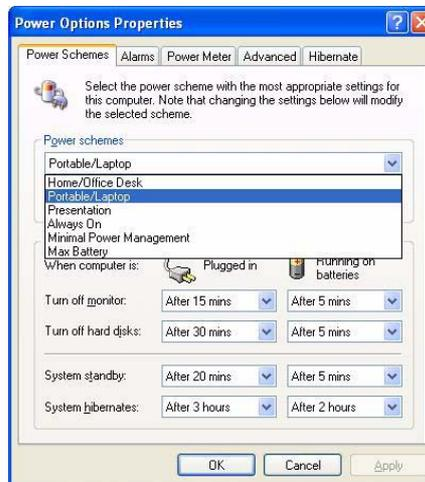 Power Options Properties
Power Schemes Alarms Power Meter Advanced Hibernate
Select the power scheme with the most appropriate settings for
this computer. Note that changing the settings below will modify
the selected scheme.
Power schemes
Portable/Laptop
Home/Office Desk
Portable/Laptop
Presentation
Always On
Minimal Power Management
Max Battery
When computer is: Plugged in Running on
batteries
Turn off monitor: After 15 mins After 5 mins
Turn off hard disks: After 30 mins After 5 mins
System standby: After 20 mins After 5 mins
System hibernates: After 3 hours After 2 hours
OK Cancel Apply